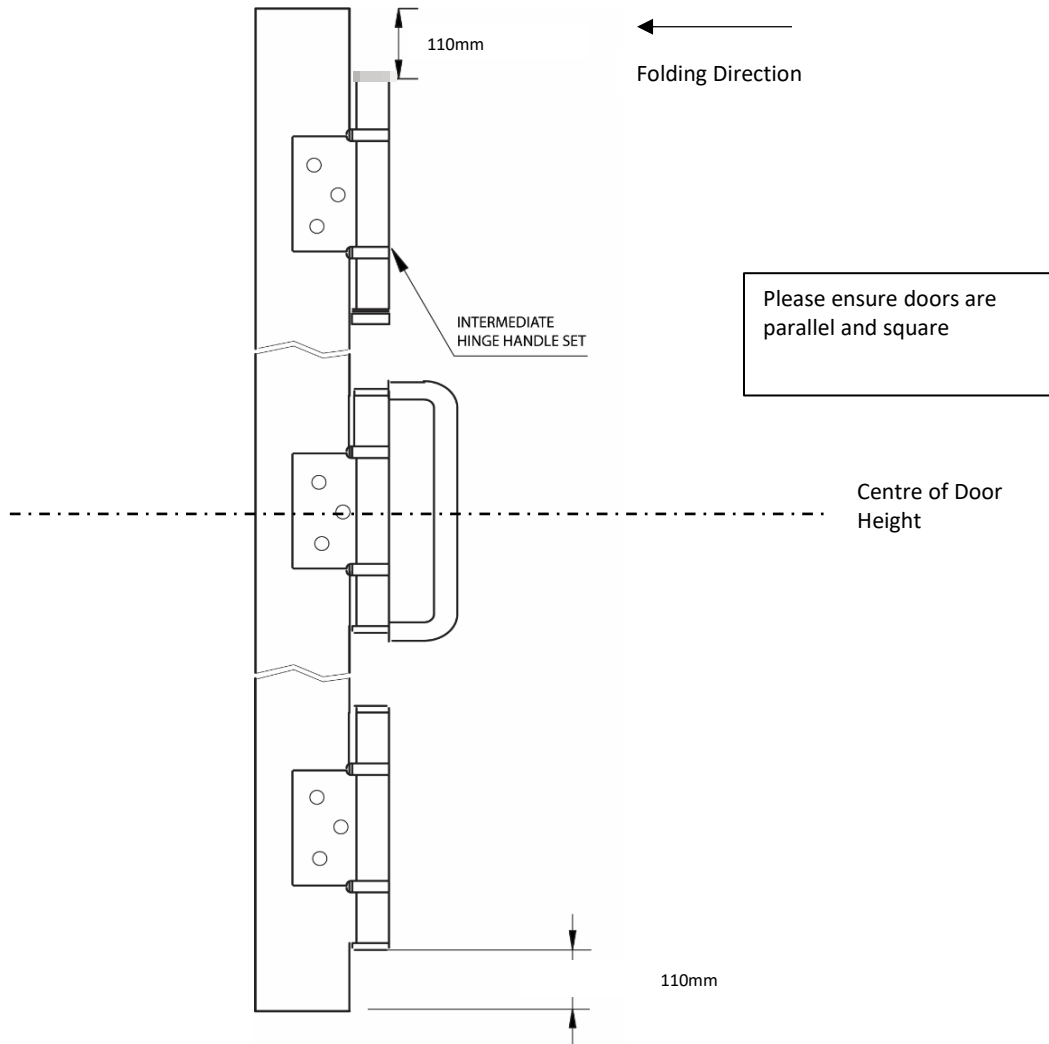 110mm
Folding Direction
INTERMEDIATE
HINGE HANDLE SET
Please ensure doors are
parallel and square
Centre of Door
Height
110mm